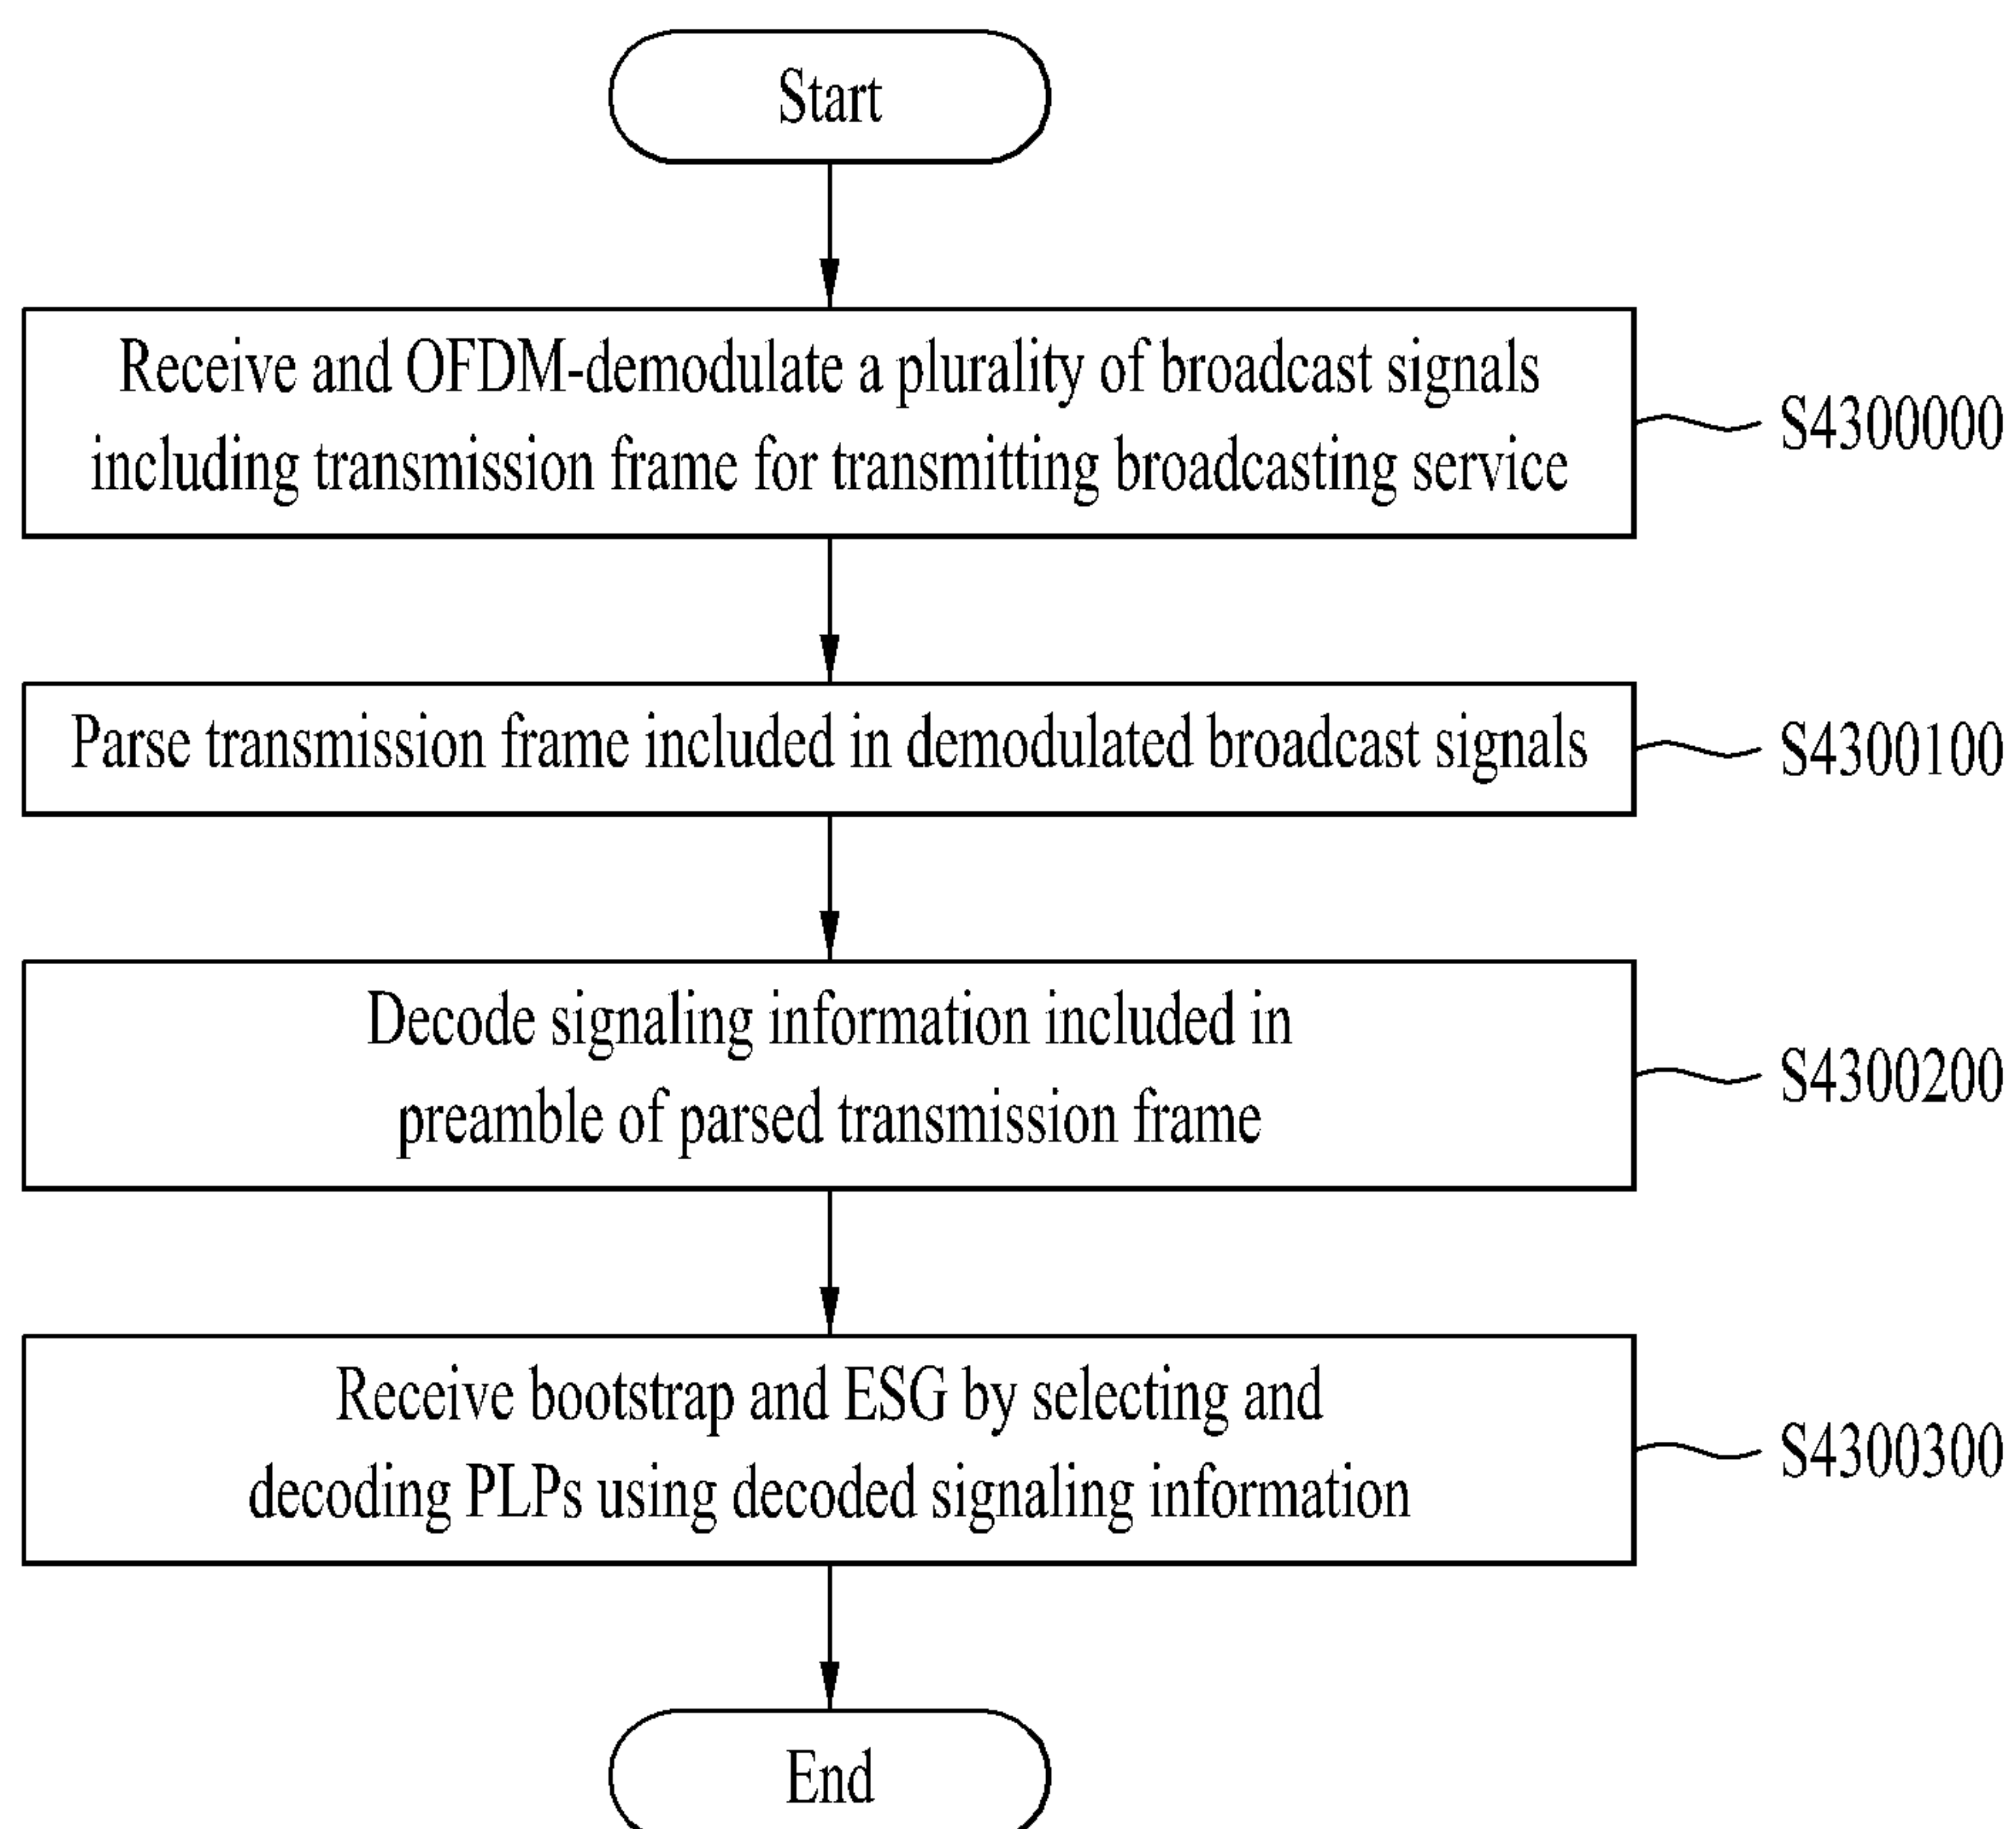 Start
Receive and OFDM-demodulate a plurality of broadcast signals
including transmission frame for transmitting broadcasting service
S4300000
Parse transmission frame included in demodulated broadcast signals
S4300100
Decode signaling information included in
preamble of parsed transmission frame
S4300200
Receive bootstrap and ESG by selecting and
decoding PLPs using decoded signaling information
S4300300
End